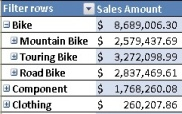 Filter rows Sales Amount
Bike $ 8,689,006.30
Mountain Bike $ 2,579,437.69
Touring Bike $ 3,272,098.99
Road Bike $ 2,837,469.61
Component $ 1,768,260.08
Clothing $ 260,207.86